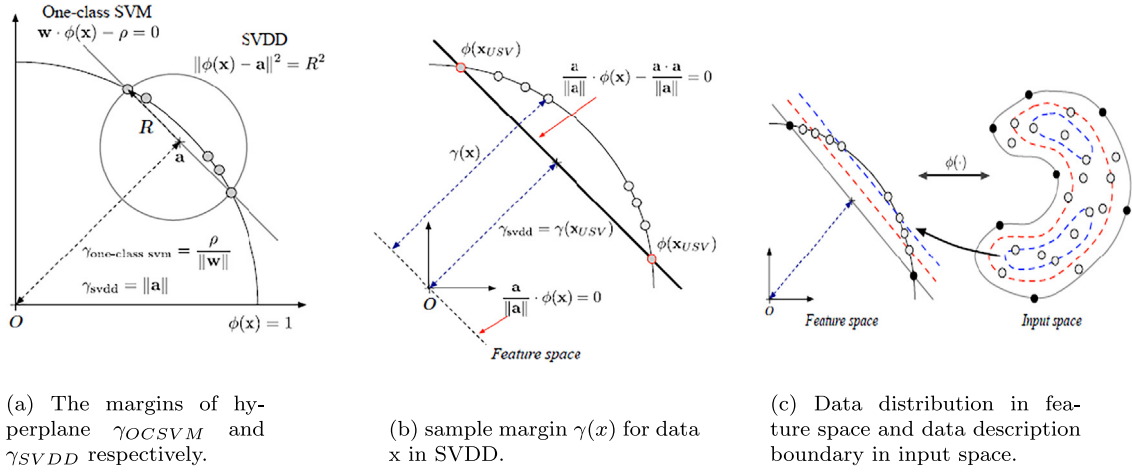 One-class SVM
w · ϕ(x) − ρ = 0
SVDD
‖ϕ(x) − a‖² = R²
R
a
γone-class svm = ρ/‖w‖
γsvdd = ‖a‖
O
ϕ(x) = 1
(a) The margins of hy-
perplane γOCSVM and
γSVDD respectively.
ϕ(xUSV)
a/‖a‖ · ϕ(x) − a · a/‖a‖ = 0
γ(x)
γsvdd = γ(xUSV)
ϕ(xUSV)
O
a/‖a‖ · ϕ(x) = 0
Feature space
(b) sample margin γ(x) for data
x in SVDD.
ϕ(·)
O
Feature space
Input space
(c) Data distribution in fea-
ture space and data description
boundary in input space.